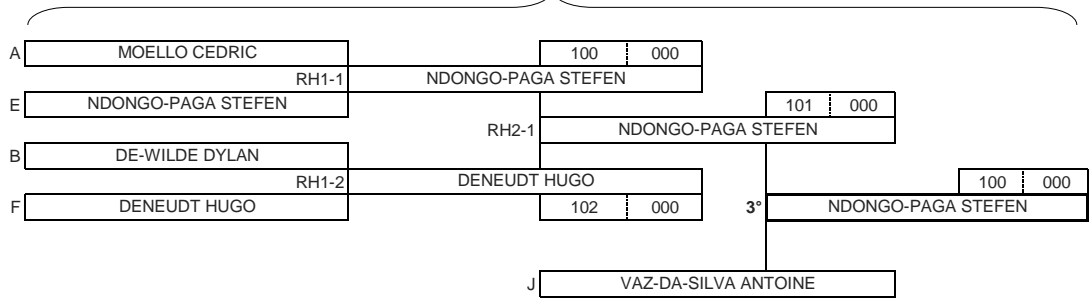 A MOELLO CEDRIC 100 000
RH1-1 NDONGO-PAGA STEFEN
E NDONGO-PAGA STEFEN 101 000
RH2-1 NDONGO-PAGA STEFEN
B DE-WILDE DYLAN
RH1-2 DENEUDT HUGO 100 000
F DENEUDT HUGO 102 000 3° NDONGO-PAGA STEFEN
J VAZ-DA-SILVA ANTOINE